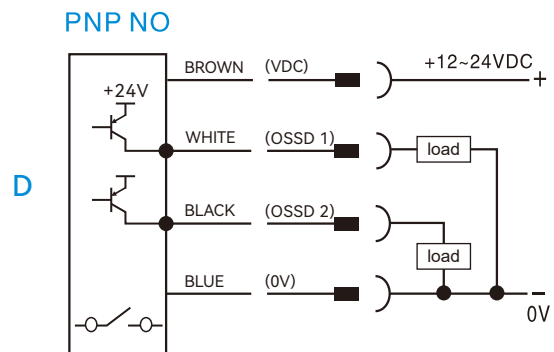 PNP NO
BROWN (VDC) +12~24VDC +
+24V
WHITE (OSSD 1) load
D
BLACK (OSSD 2)
load
BLUE (0V) −
0V